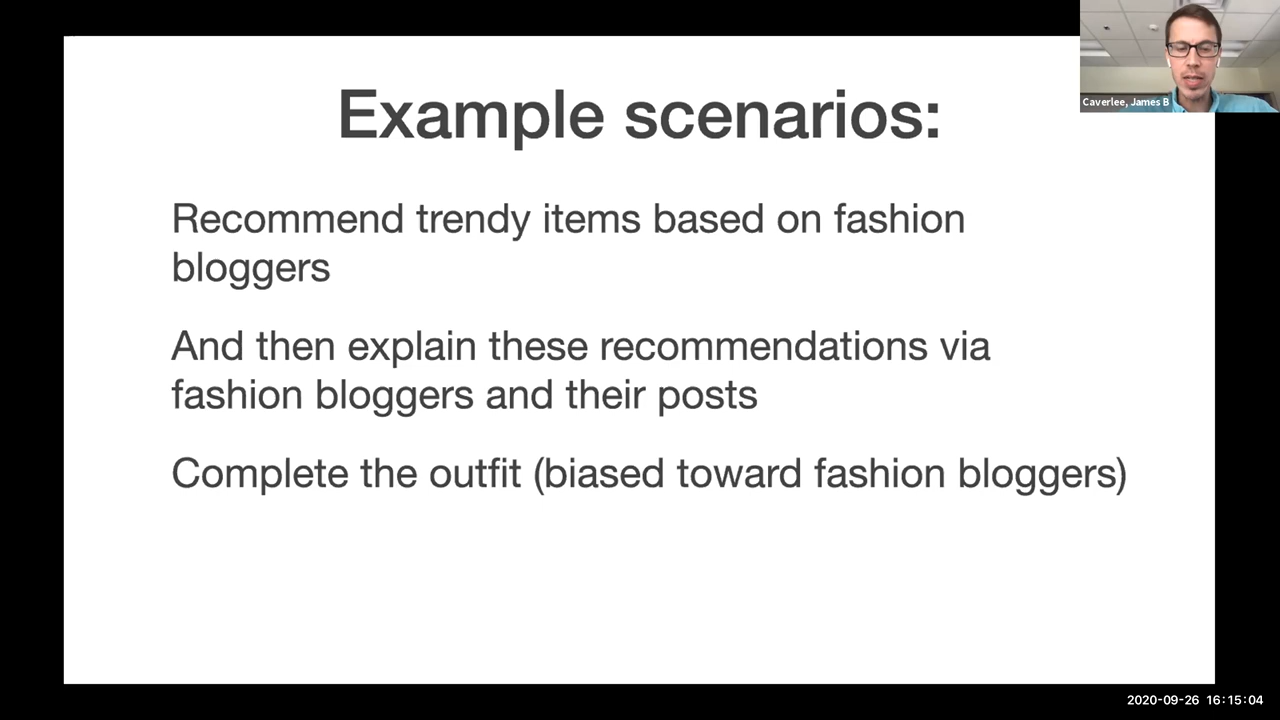 Example scenarios:
Caverlee, James B
Recommend trendy items based on fashion
bloggers
And then explain these recommendations via
fashion bloggers and their posts
Complete the outfit (biased toward fashion bloggers)
2020-09-26 16:15:04